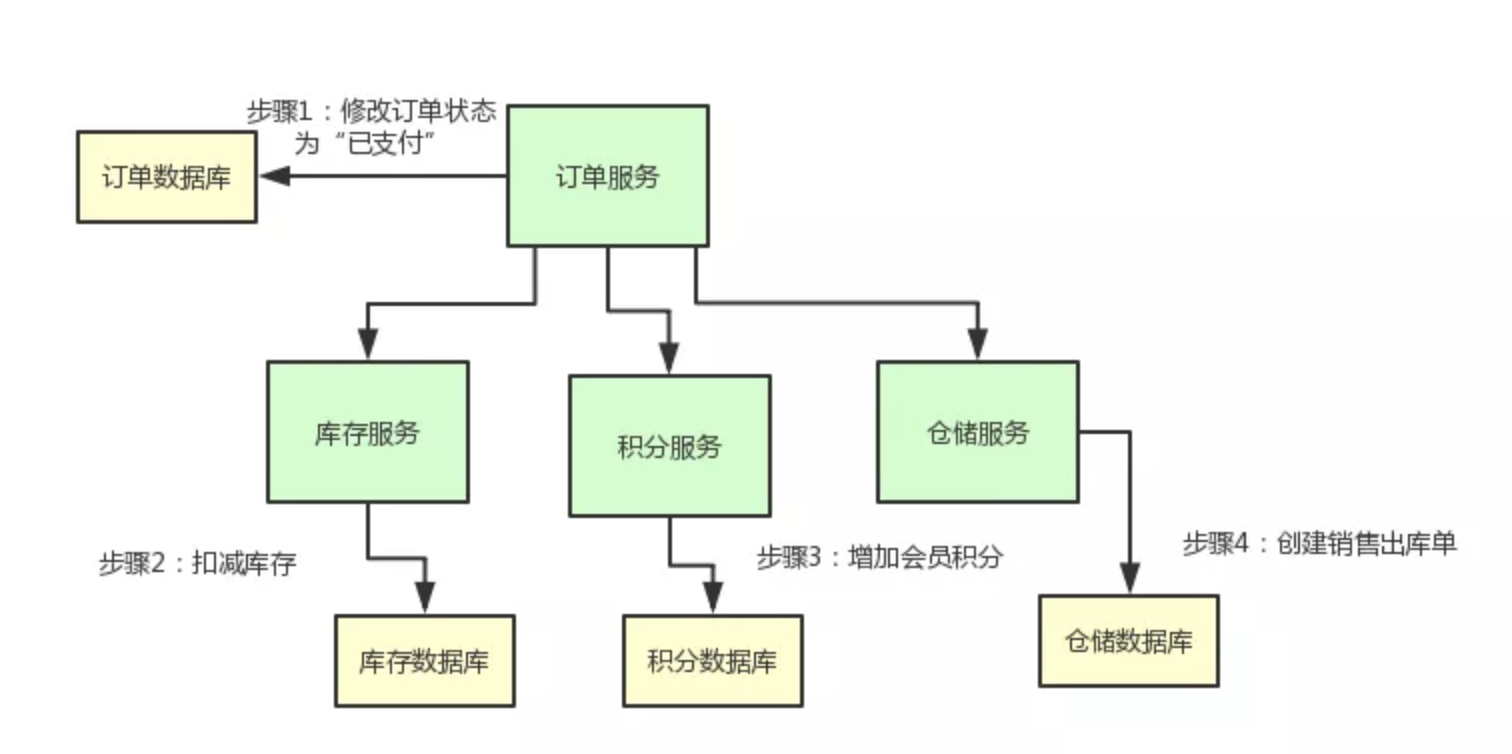 步骤1：修改订单状态
为“已支付”
订单数据库
订单服务
库存服务
积分服务
仓储服务
步骤2：扣减库存
步骤3：增加会员积分
步骤4：创建销售出库单
库存数据库
积分数据库
仓储数据库